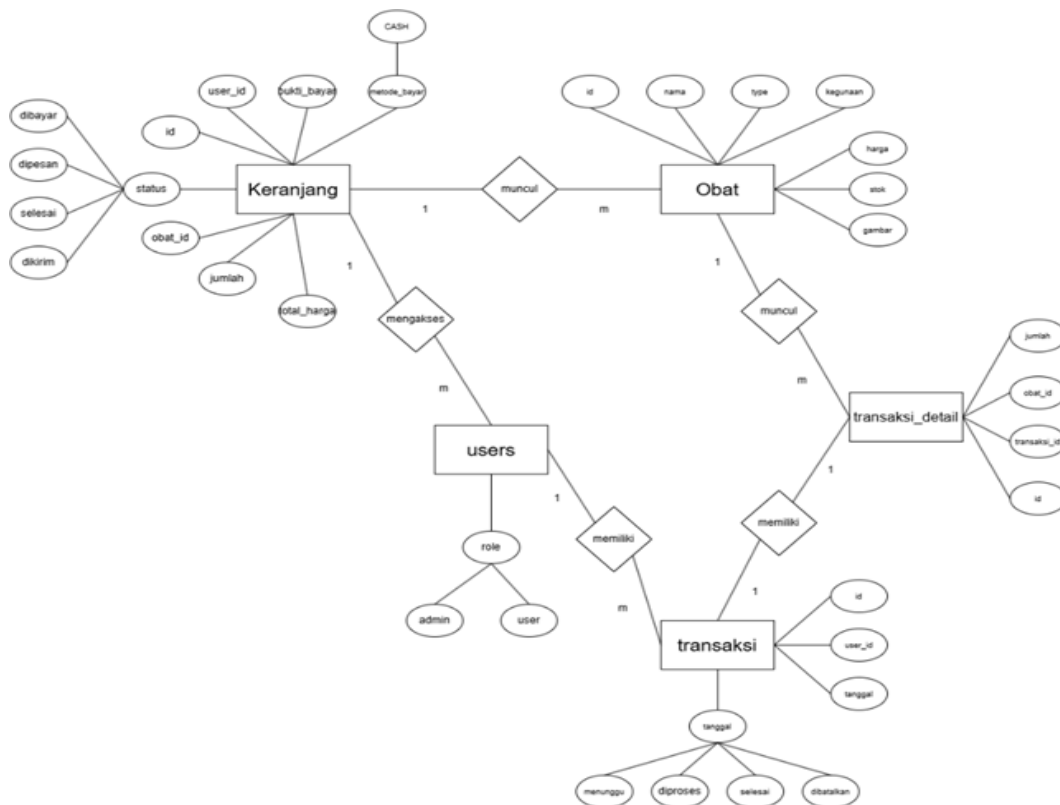 CASH
user_id
bukti_bayar
metode_bayar
id
nama
type
kegunaan
dibayar
id
harga
dipesan
status
Keranjang
muncul
Obat
stok
1
m
selesai
obat_id
gambar
dikirim
jumlah
1
1
total_harga
mengakses
muncul
jumlah
m
m
obat_id
transaksi_detail
transaksi_id
users
1
1
id
memiliki
memiliki
role
1
id
admin
user
m
transaksi
user_id
tanggal
tanggal
menunggu
diproses
selesai
dibatalkan